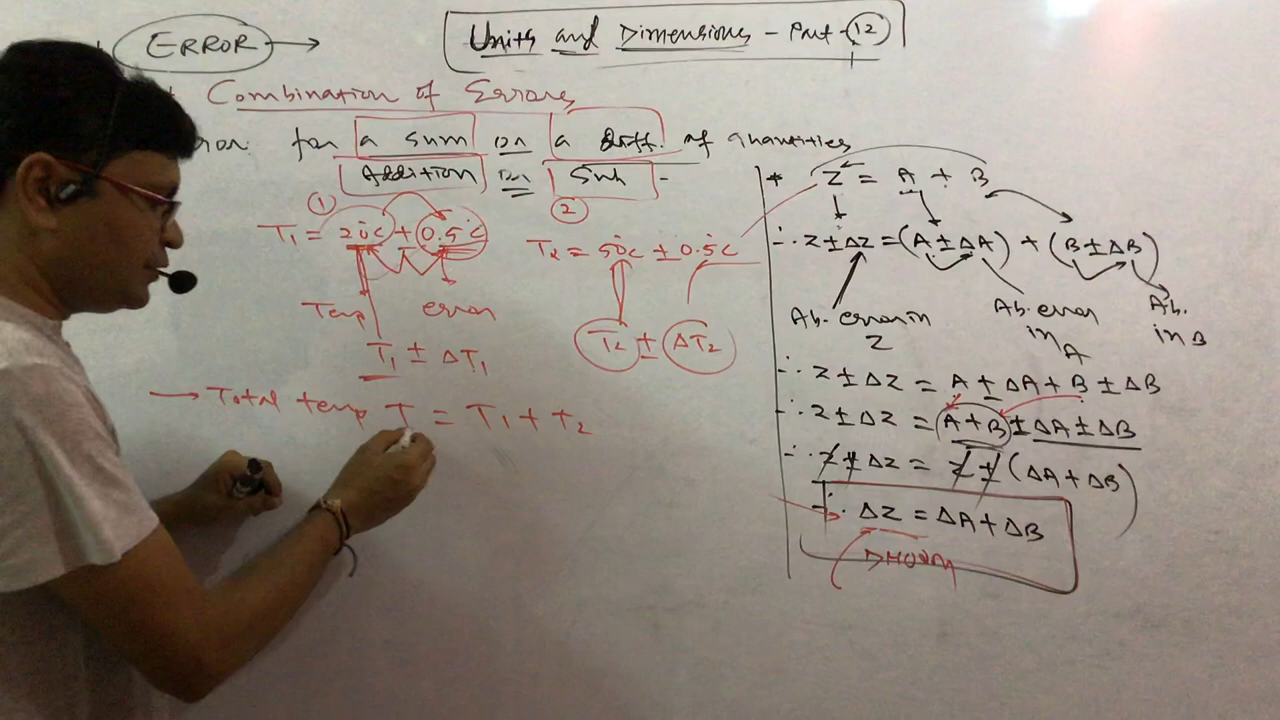 ERROR →
Units and Dimensions - Part - 12
Combination of Errors
for a sum or a Diff. of quantities
Addition or Sub -
①
②
T₁ = 20°C + 0.5°C
Temp error
T₁ ± ΔT₁
T₂ = 50°C ± 0.5°C
T₂ ± ΔT₂
→ Total temp T = T₁ + T₂
* Z = A + B
∴ Z ± ΔZ = (A ± ΔA) + (B ± ΔB)
Ab. error in Z
Ab. error in A
Ab. in B
∴ Z ± ΔZ = A ± ΔA + B ± ΔB
∴ Z ± ΔZ = (A + B) ± ΔA ± ΔB
∴ Z ± ΔZ = Z ± (ΔA + ΔB)
∴ ΔZ = ΔA + ΔB